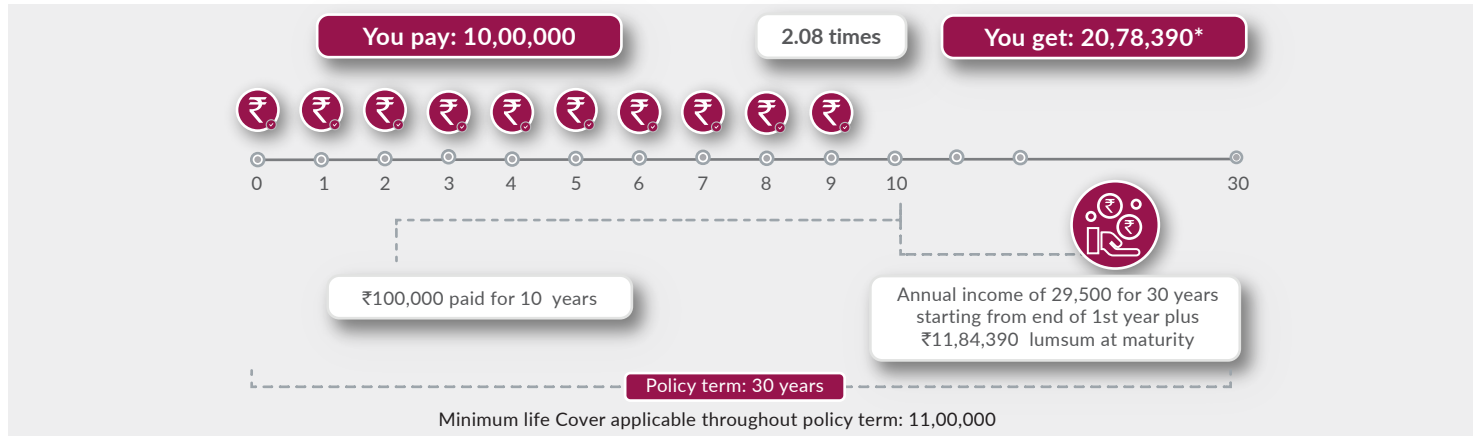 You pay: 10,00,000
2.08 times
You get: 20,78,390*
₹ ₹ ₹ ₹ ₹ ₹ ₹ ₹ ₹ ₹
0 1 2 3 4 5 6 7 8 9 10 30
₹ ₹
₹100,000 paid for 10 years
Annual income of 29,500 for 30 years
starting from end of 1st year plus
₹11,84,390 lumsum at maturity
Policy term: 30 years
Minimum life Cover applicable throughout policy term: 11,00,000